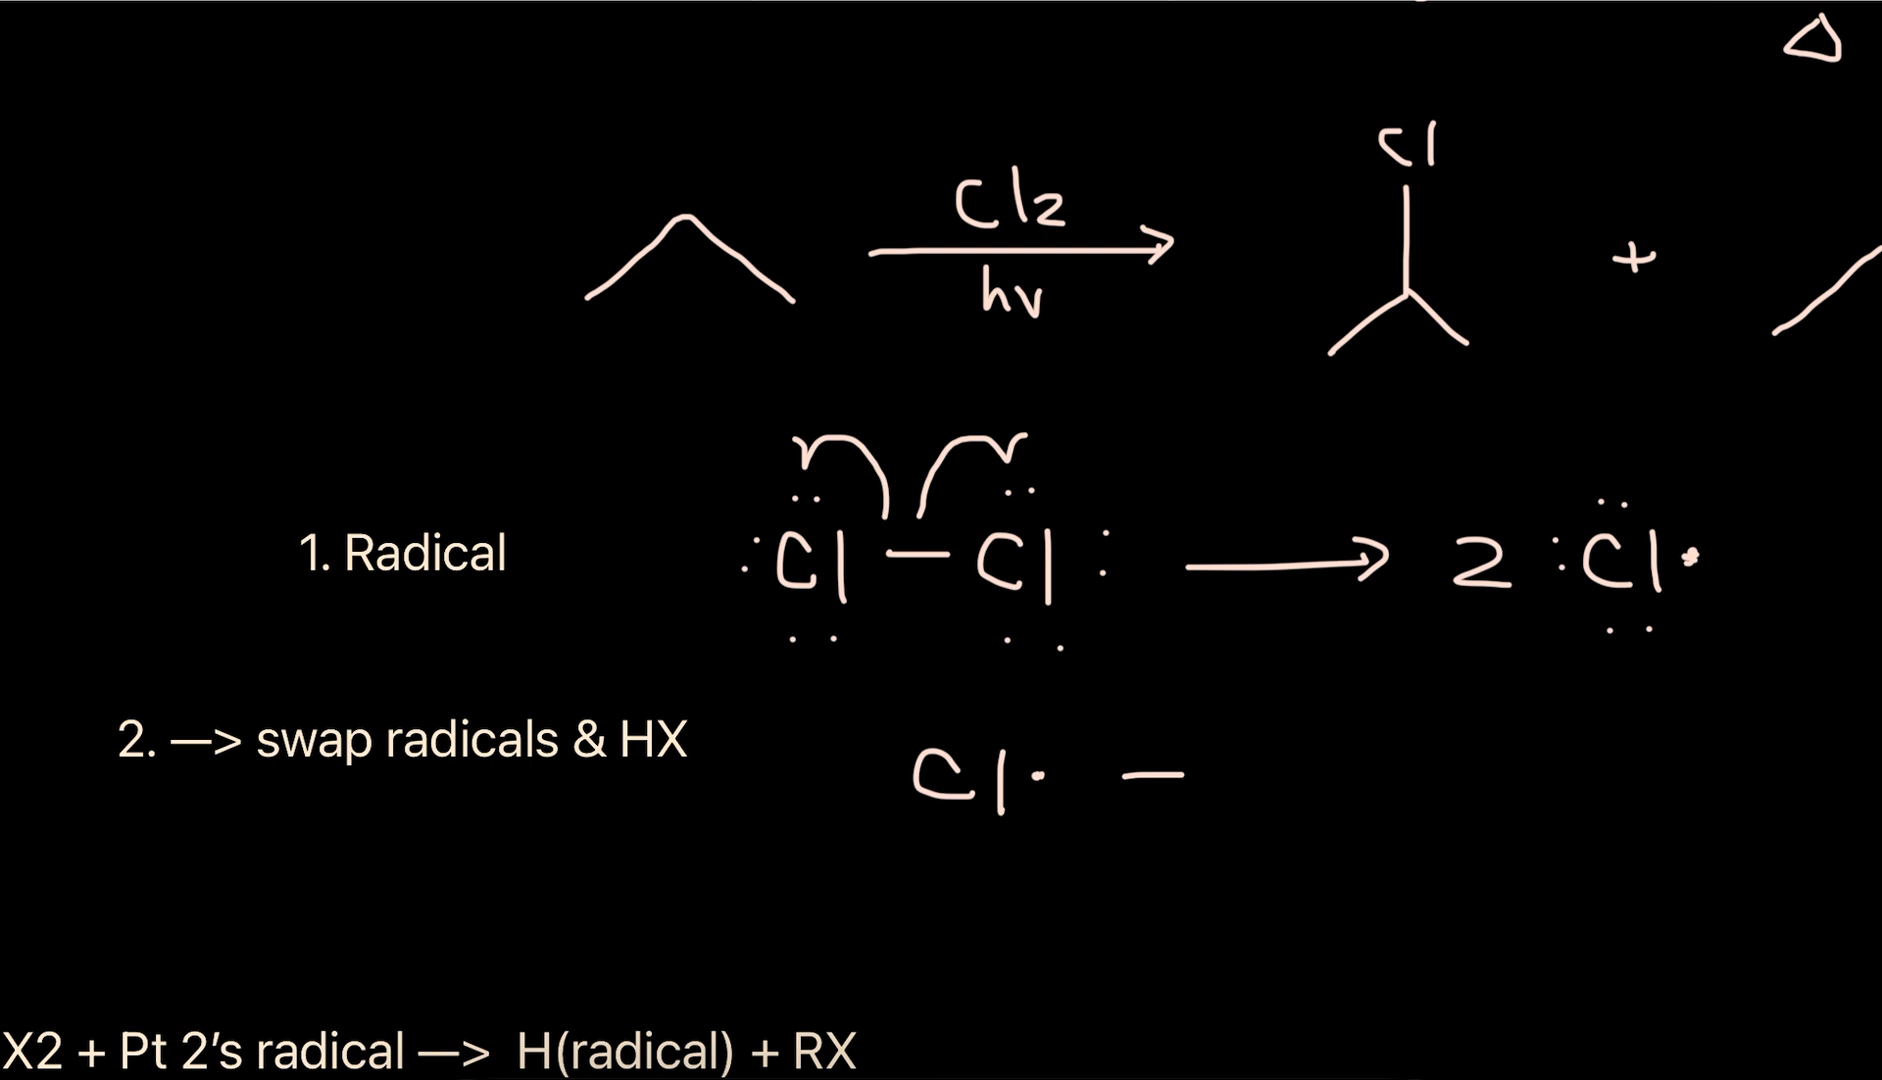 Δ
Cl
Cl2
hv
+
1. Radical :Cl — Cl: → 2 :Cl•
2. —> swap radicals & HX Cl• —
X2 + Pt 2’s radical —> H(radical) + RX